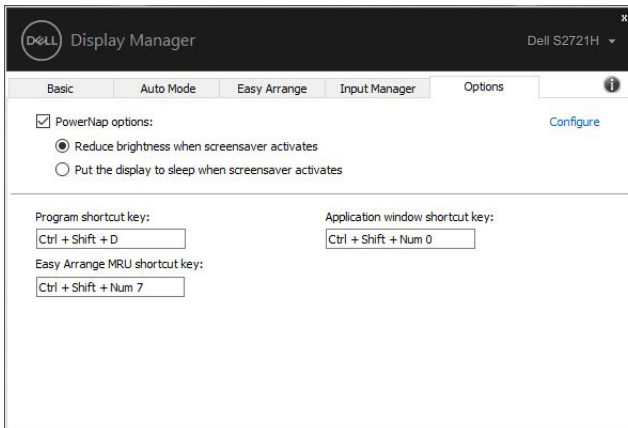 x
DELL Display Manager
Dell S2721H
Basic Auto Mode Easy Arrange Input Manager Options i
PowerNap options: Configure
Reduce brightness when screensaver activates
Put the display to sleep when screensaver activates
Program shortcut key: Application window shortcut key:
Ctrl + Shift + D Ctrl + Shift + Num 0
Easy Arrange MRU shortcut key:
Ctrl + Shift + Num 7